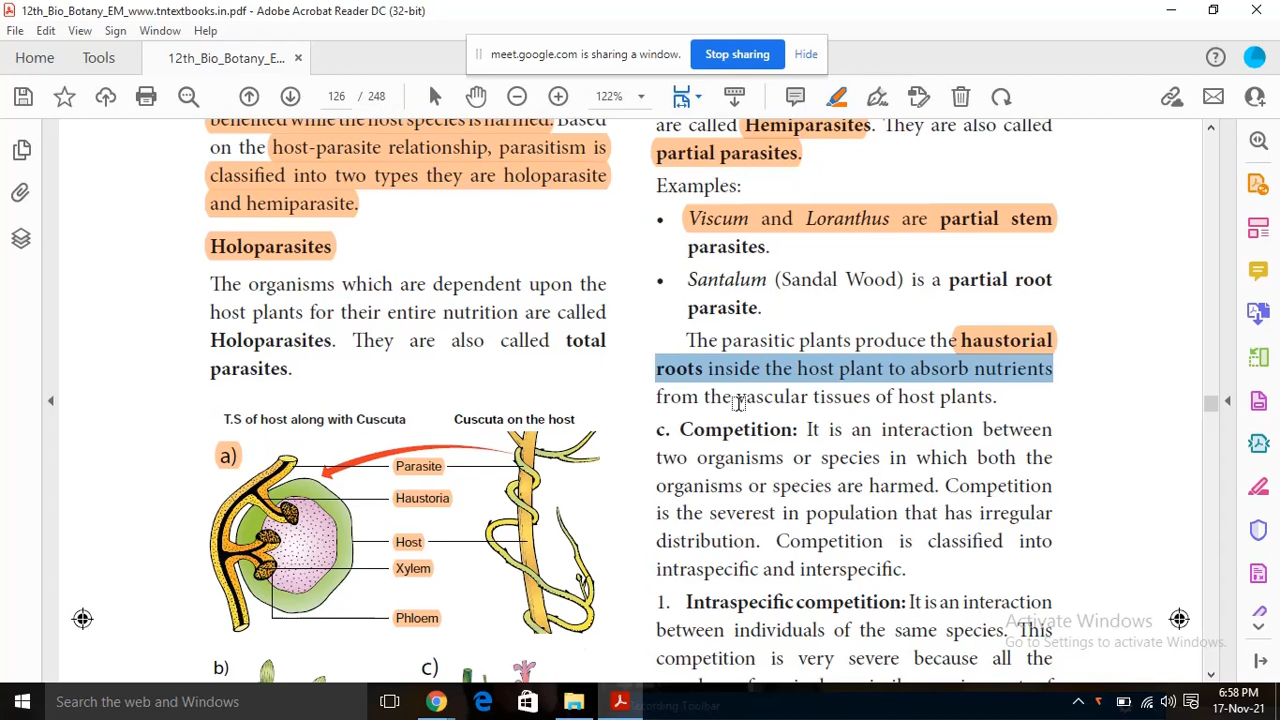 12th_Bio_Botany_EM_www.tntextbooks.in.pdf - Adobe Acrobat Reader DC (32-bit)
File Edit View Sign Window Help
Home Tools 12th_Bio_Botany_E... ×
meet.google.com is sharing a window. Stop sharing Hide
126 / 248 122%
benefited while the host species is harmed. Based
on the host-parasite relationship, parasitism is
classified into two types they are holoparasite
and hemiparasite.
Holoparasites
The organisms which are dependent upon the
host plants for their entire nutrition are called
Holoparasites. They are also called total
parasites.
T.S of host along with Cuscuta Cuscuta on the host
a)
Parasite
Haustoria
Host
Xylem
Phloem
b) c)
are called Hemiparasites. They are also called
partial parasites.
Examples:
• Viscum and Loranthus are partial stem
parasites.
• Santalum (Sandal Wood) is a partial root
parasite.
The parasitic plants produce the haustorial
roots inside the host plant to absorb nutrients
from the vascular tissues of host plants.
c. Competition: It is an interaction between
two organisms or species in which both the
organisms or species are harmed. Competition
is the severest in population that has irregular
distribution. Competition is classified into
intraspecific and interspecific.
1. Intraspecific competition: It is an interaction
between individuals of the same species. This
competition is very severe because all the
Activate Windows
Go to Settings to activate Windows.
Type here to search
Recording Toolbar
6:58 PM
17-Nov-21